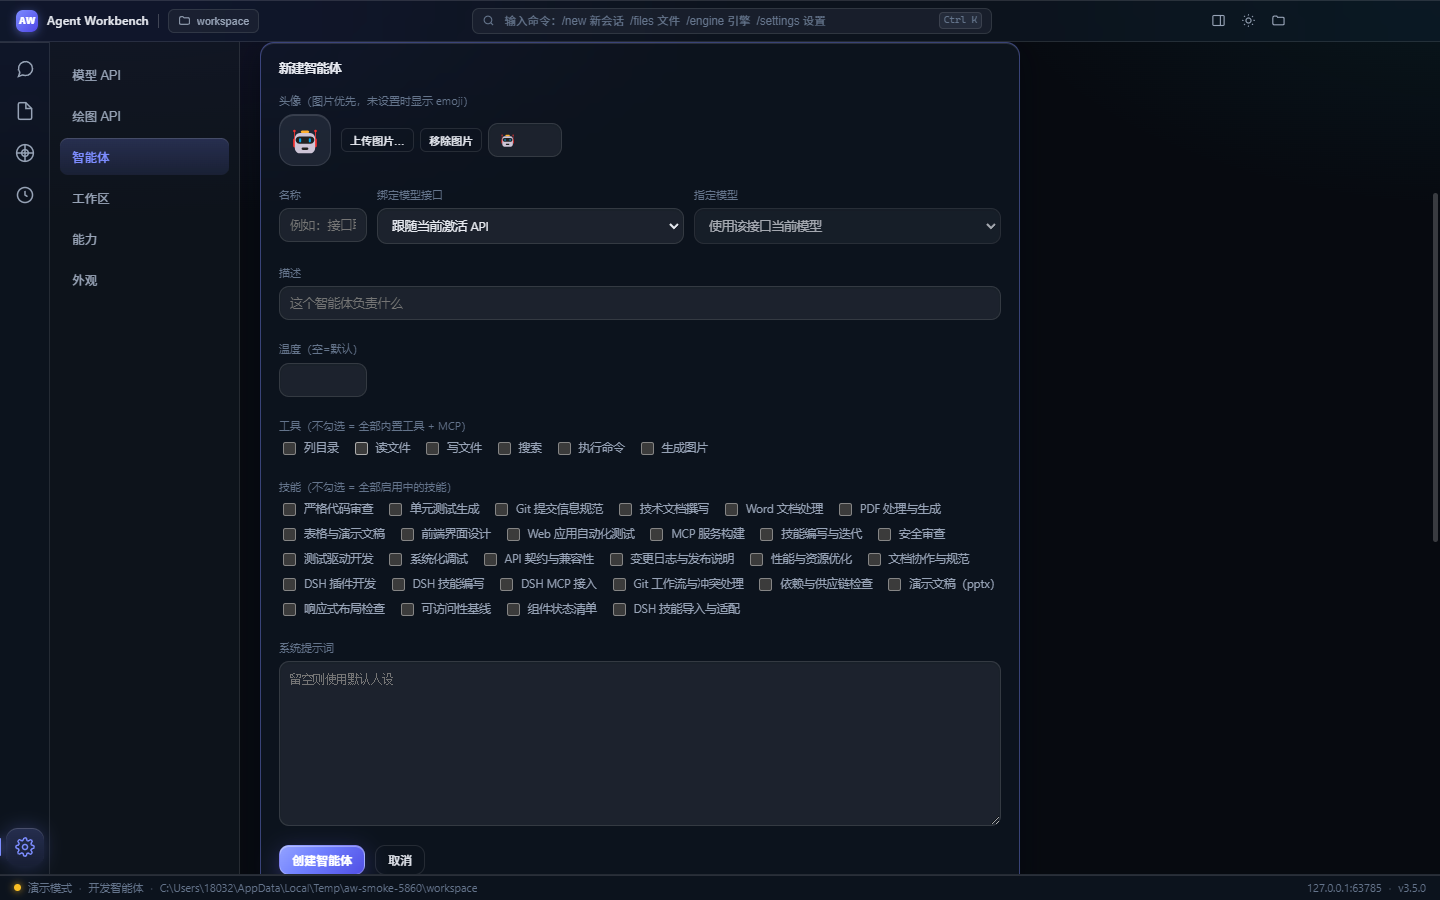 AW Agent Workbench workspace 输入命令：/new 新会话 /files 文件 /engine 引擎 /settings 设置 Ctrl K
模型 API
绘图 API
智能体
工作区
能力
外观
新建智能体
头像（图片优先，未设置时显示 emoji）
上传图片... 移除图片
名称 绑定模型接口 指定模型
例如：接口 跟随当前激活 API 使用该接口当前模型
描述
这个智能体负责什么
温度（空=默认）
工具（不勾选 = 全部内置工具 + MCP）
列目录 读文件 写文件 搜索 执行命令 生成图片
技能（不勾选 = 全部启用中的技能）
严格代码审查 单元测试生成 Git 提交信息规范 技术文档撰写 Word 文档处理 PDF 处理与生成
表格与演示文稿 前端界面设计 Web 应用自动化测试 MCP 服务构建 技能编写与迭代 安全审查
测试驱动开发 系统化调试 API 契约与兼容性 变更日志与发布说明 性能与资源优化 文档协作与规范
DSH 插件开发 DSH 技能编写 DSH MCP 接入 Git 工作流与冲突处理 依赖与供应链检查 演示文稿（pptx）
响应式布局检查 可访问性基线 组件状态清单 DSH 技能导入与适配
系统提示词
留空则使用默认人设
创建智能体 取消
演示模式 · 开发智能体 · C:\Users\18032\AppData\Local\Temp\aw-smoke-5860\workspace 127.0.0.1:63785 · v3.5.0